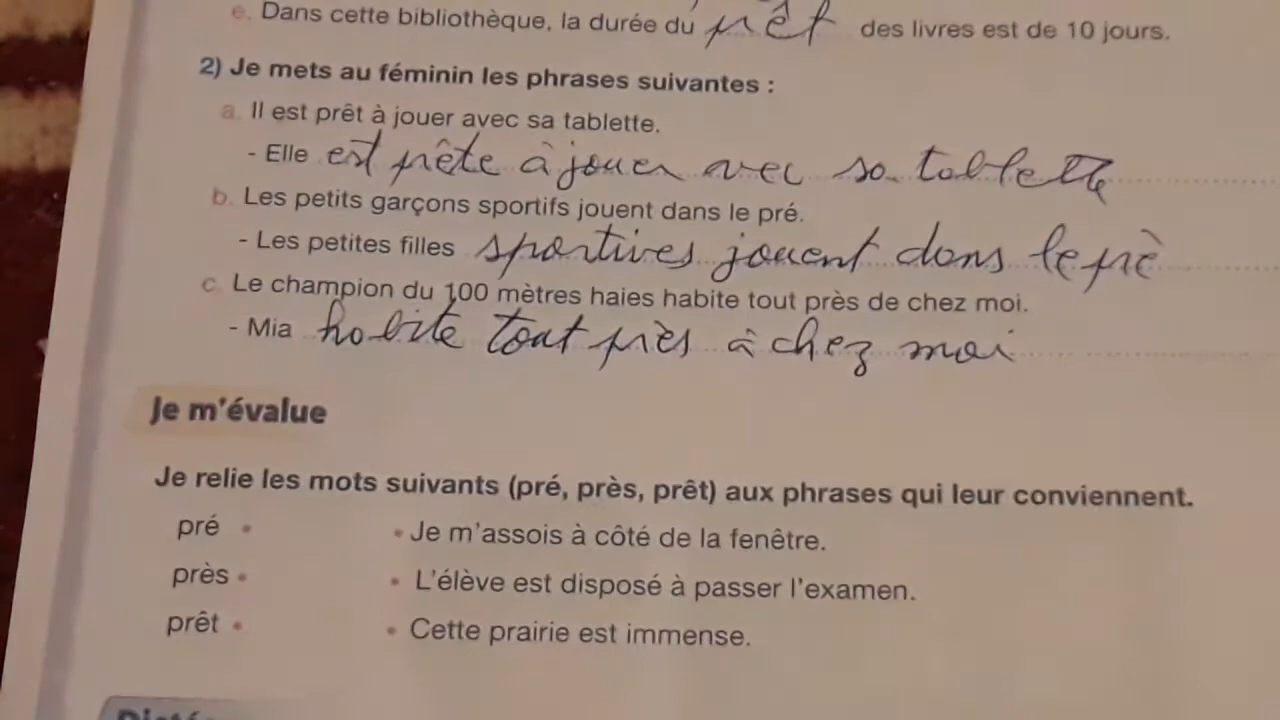 e. Dans cette bibliothèque, la durée du prêt des livres est de 10 jours.
2) Je mets au féminin les phrases suivantes :
a. Il est prêt à jouer avec sa tablette.
- Elle est prête à jouer avec sa tablette
b. Les petits garçons sportifs jouent dans le pré.
- Les petites filles sportives jouent dans le prè
c. Le champion du 100 mètres haies habite tout près de chez moi.
- Mia habite tout près à chez moi
Je m'évalue
Je relie les mots suivants (pré, près, prêt) aux phrases qui leur conviennent.
pré • • Je m'assois à côté de la fenêtre.
près • • L'élève est disposé à passer l'examen.
prêt • • Cette prairie est immense.